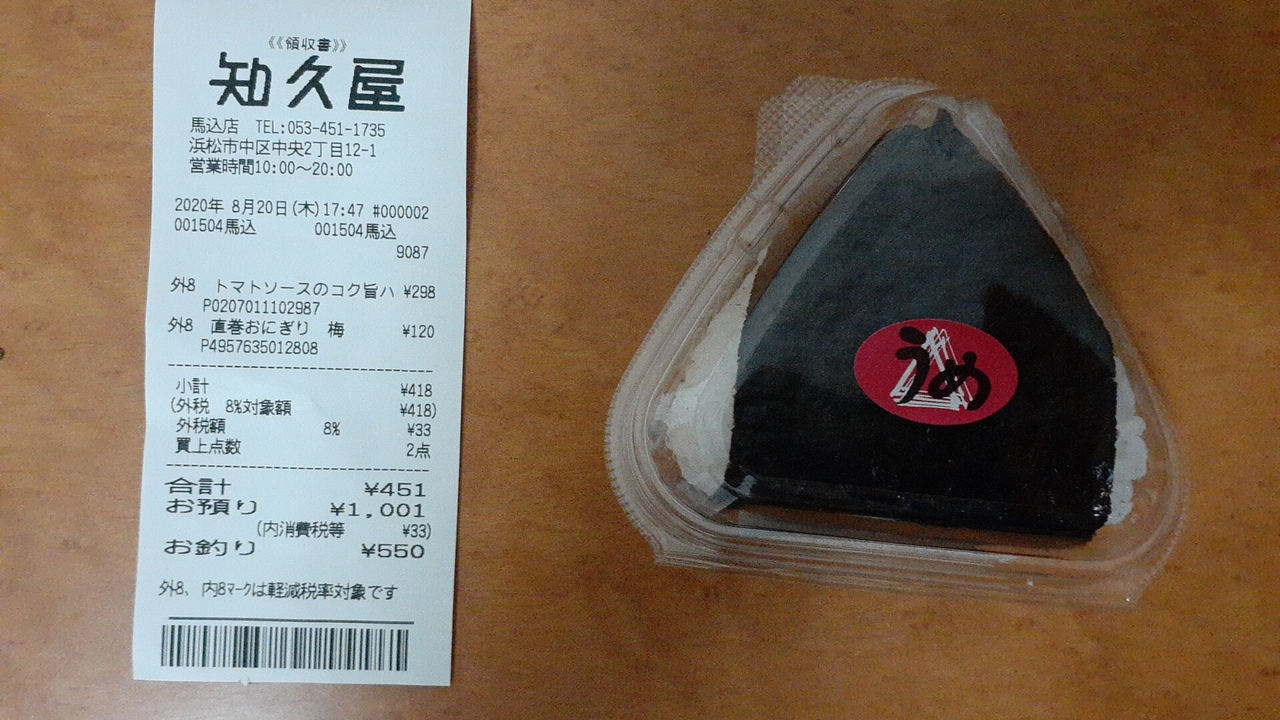 《《領収書》》
知久屋
馬込店 TEL:053-451-1735
浜松市中区中央2丁目12-1
営業時間10:00～20:00
2020年 8月20日(木)17:47 #000002
001504馬込 001504馬込
9087
外8 トマトソースのコク旨ハ ¥298
P0207011102987
外8 直巻おにぎり 梅 ¥120
P4957635012808
小計 ¥418
(外税 8%対象額 ¥418)
外税額 8% ¥33
買上点数 2点
合計 ¥451
お預り ¥1,001
(内消費税等 ¥33)
お釣り ¥550
外8、内8マークは軽減税率対象です
うめ